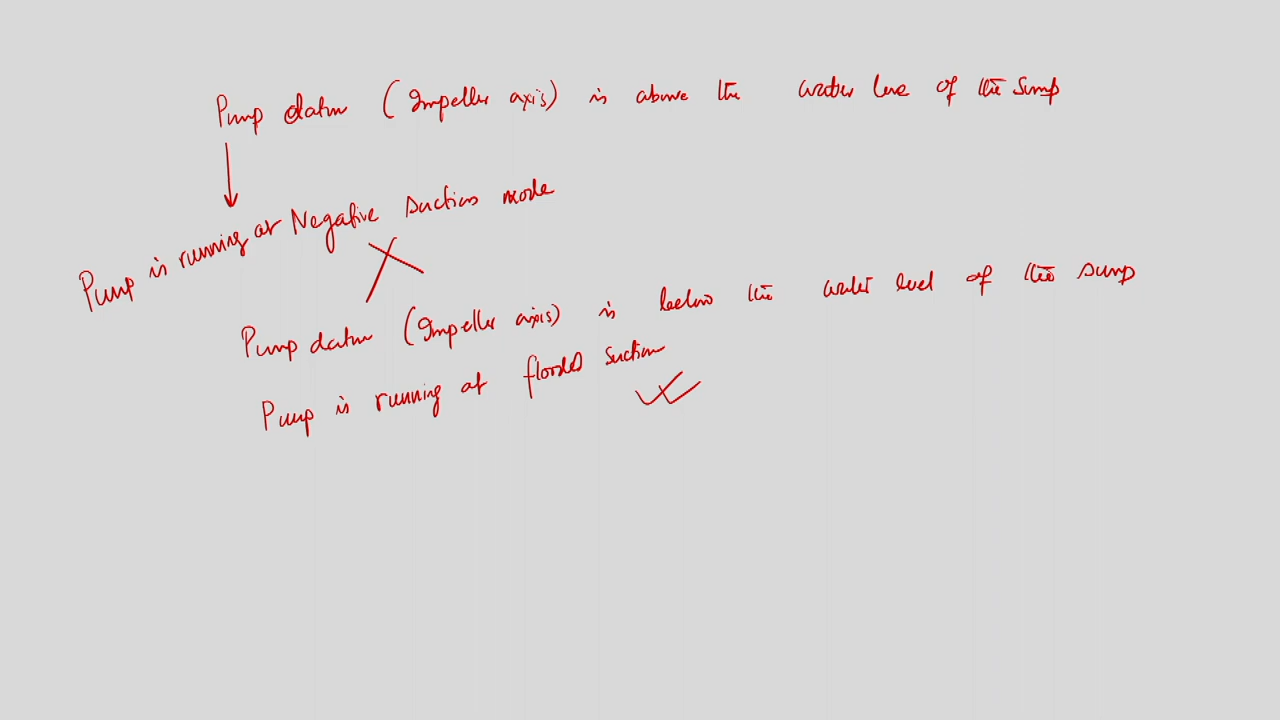 Pump datum (Impeller axis) is above the water leve of the sump
Pump is running at Negative suction mode
Pump datum (Impeller axis) is below the water level of the sump
Pump is running at flooded suction